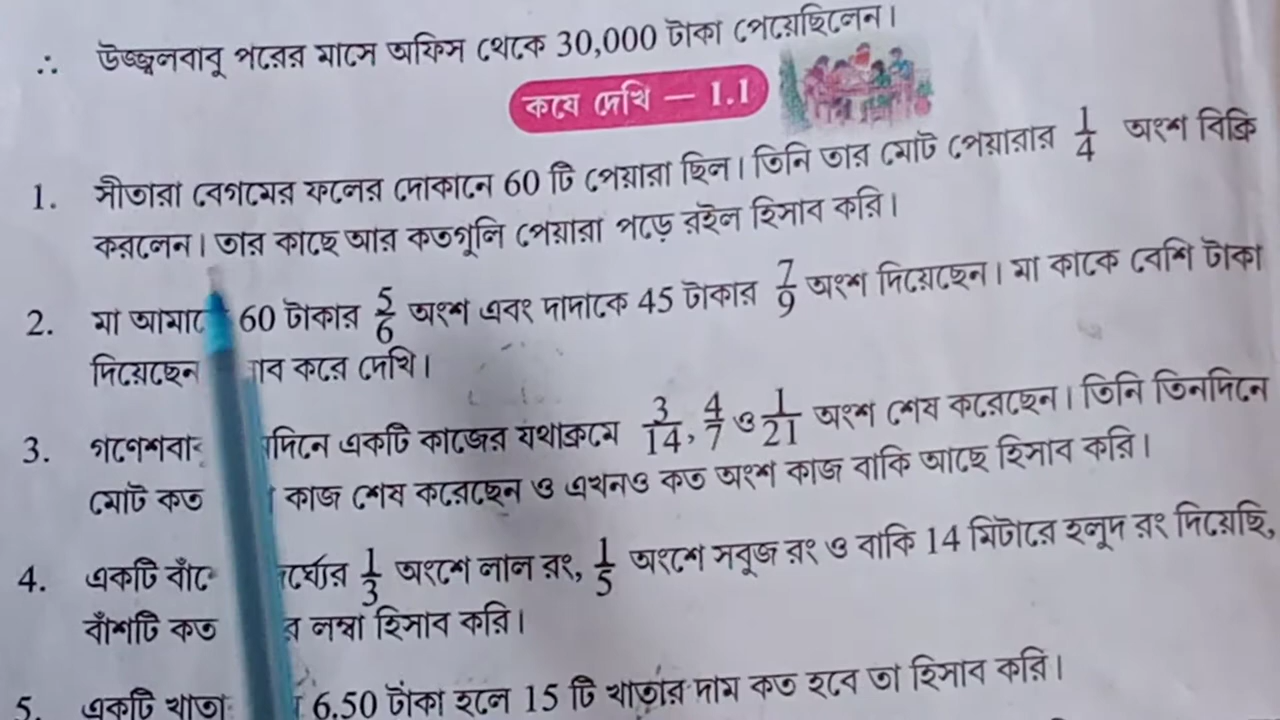 ∴ উজ্জ্বলবাবু পরের মাসে অফিস থেকে 30,000 টাকা পেয়েছিলেন।
কষে দেখি — 1.1
1. সীতারা বেগমের ফলের দোকানে 60 টি পেয়ারা ছিল। তিনি তার মোট পেয়ারার 1/4 অংশ বিক্রি
করলেন। তার কাছে আর কতগুলি পেয়ারা পড়ে রইল হিসাব করি।
2. মা 60 টাকার 5/6 অংশ এবং দাদাকে 45 টাকার 7/9 অংশ দিয়েছেন। মা কাকে বেশি টাকা
দিয়েছেন করে দেখি।
3. একটি কাজের যথাক্রমে 3/14, 4/7 ও 1/21 অংশ শেষ করেছেন। তিনি তিনদিনে
মোট কত কাজ শেষ করেছেন ও এখনও কত অংশ কাজ বাকি আছে হিসাব করি।
4. একটি 1/3 অংশে লাল রং, 1/5 অংশে সবুজ রং ও বাকি 14 মিটারে হলুদ রং দিয়েছি,
বাঁশটি কত লম্বা হিসাব করি।
5. একটি খাতা 6.50 টাকা হলে 15 টি খাতার দাম কত হবে তা হিসাব করি।